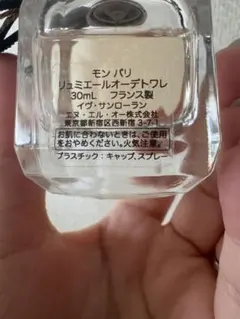 モン パリ
リュミエールオーデトワレ
30mL フランス製
イヴ・サンローラン
エヌ・エル・オー株式会社
東京都新宿区西新宿 3-7-1
お肌に合わないときは、ご使用
をおやめください。火気注意。
プラスチック：キャップ、スプレー